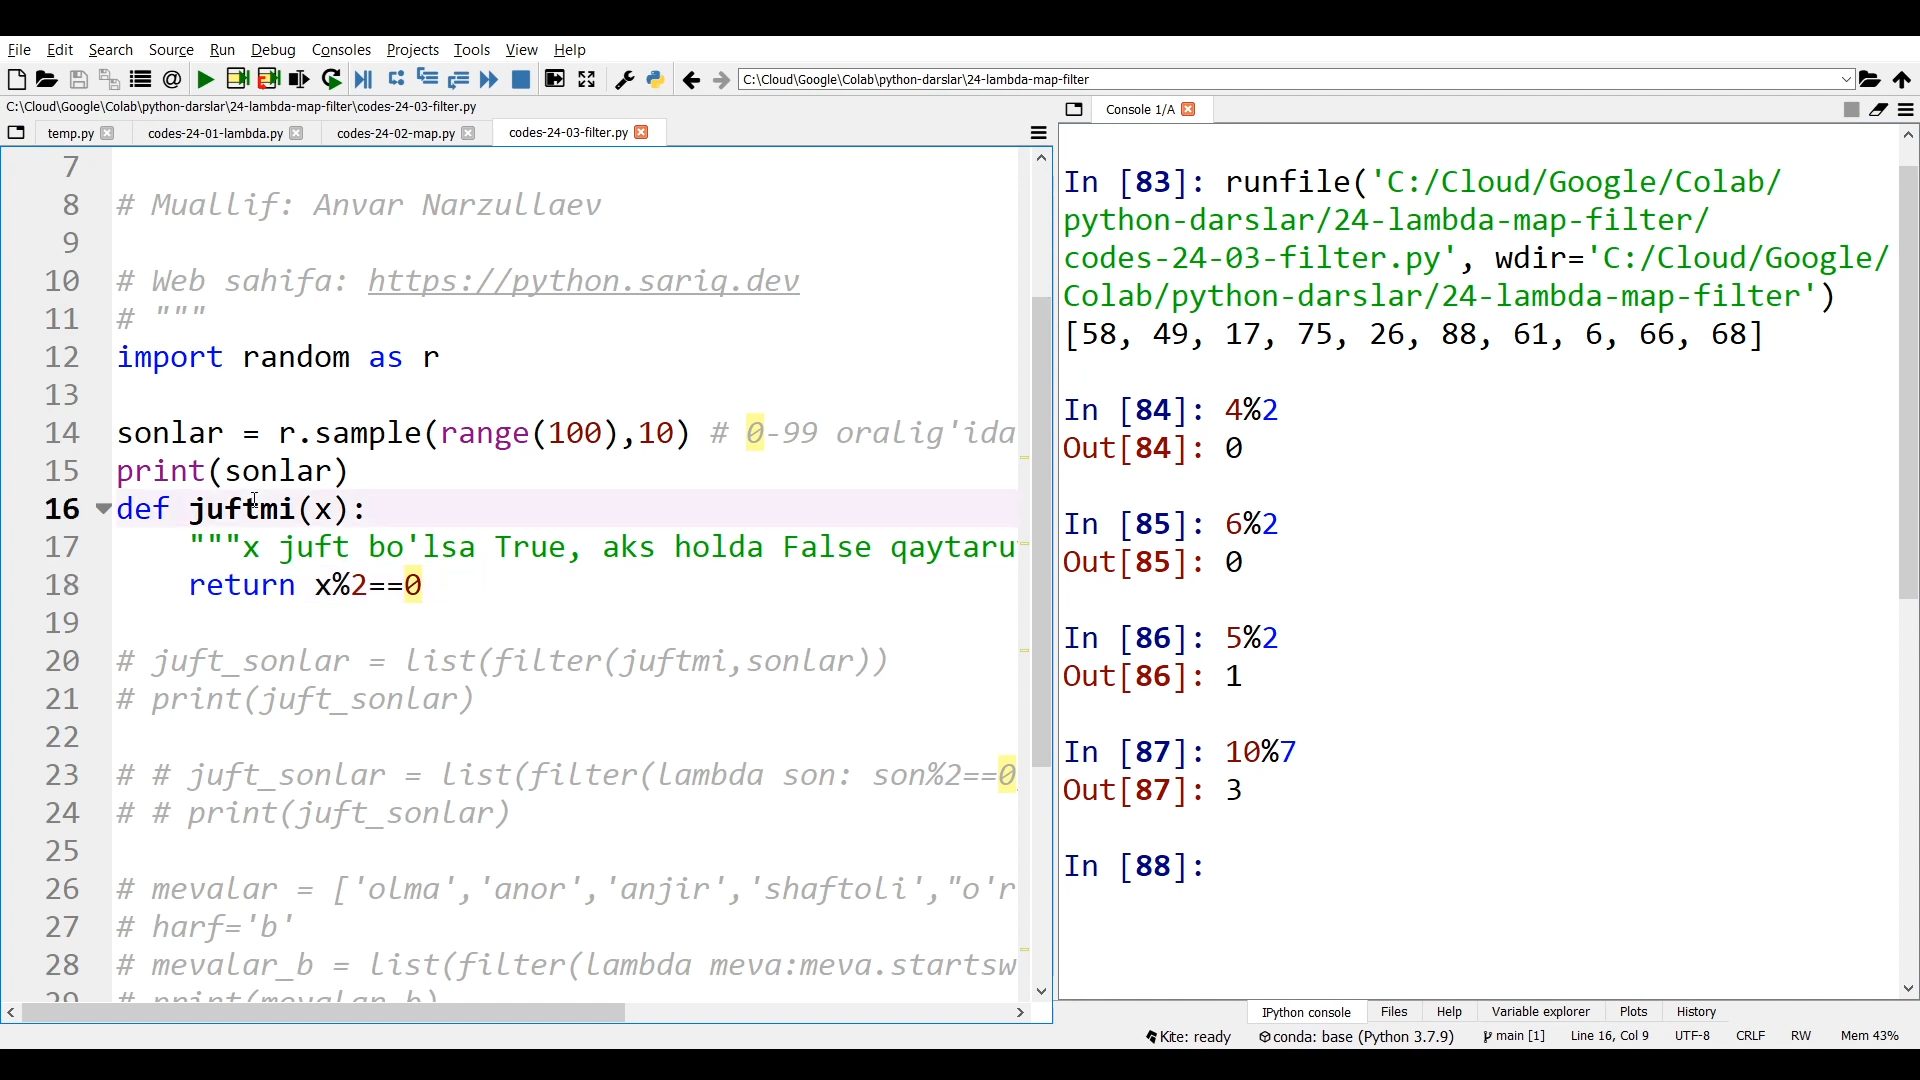 File Edit Search Source Run Debug Consoles Projects Tools View Help
C:\Cloud\Google\Colab\python-darslar\24-lambda-map-filter
C:\Cloud\Google\Colab\python-darslar\24-lambda-map-filter\codes-24-03-filter.py
temp.py codes-24-01-lambda.py codes-24-02-map.py codes-24-03-filter.py
7
8 # Muallif: Anvar Narzullaev
9
10 # Web sahifa: https://python.sariq.dev
11 # """
12 import random as r
13
14 sonlar = r.sample(range(100),10) # 0-99 oralig'ida
15 print(sonlar)
16 def juftmi(x):
17 """x juft bo'lsa True, aks holda False qaytaru
18 return x%2==0
19
20 # juft_sonlar = list(filter(juftmi,sonlar))
21 # print(juft_sonlar)
22
23 # # juft_sonlar = list(filter(lambda son: son%2==0
24 # # print(juft_sonlar)
25
26 # mevalar = ['olma','anor','anjir','shaftoli',"o'r
27 # harf='b'
28 # mevalar_b = list(filter(lambda meva:meva.startsw
29 # print(mevalar_b)
Console 1/A
In [83]: runfile('C:/Cloud/Google/Colab/
python-darslar/24-lambda-map-filter/
codes-24-03-filter.py', wdir='C:/Cloud/Google/
Colab/python-darslar/24-lambda-map-filter')
[58, 49, 17, 75, 26, 88, 61, 6, 66, 68]
In [84]: 4%2
Out[84]: 0
In [85]: 6%2
Out[85]: 0
In [86]: 5%2
Out[86]: 1
In [87]: 10%7
Out[87]: 3
In [88]:
IPython console Files Help Variable explorer Plots History
Kite: ready conda: base (Python 3.7.9) main [1] Line 16, Col 9 UTF-8 CRLF RW Mem 43%